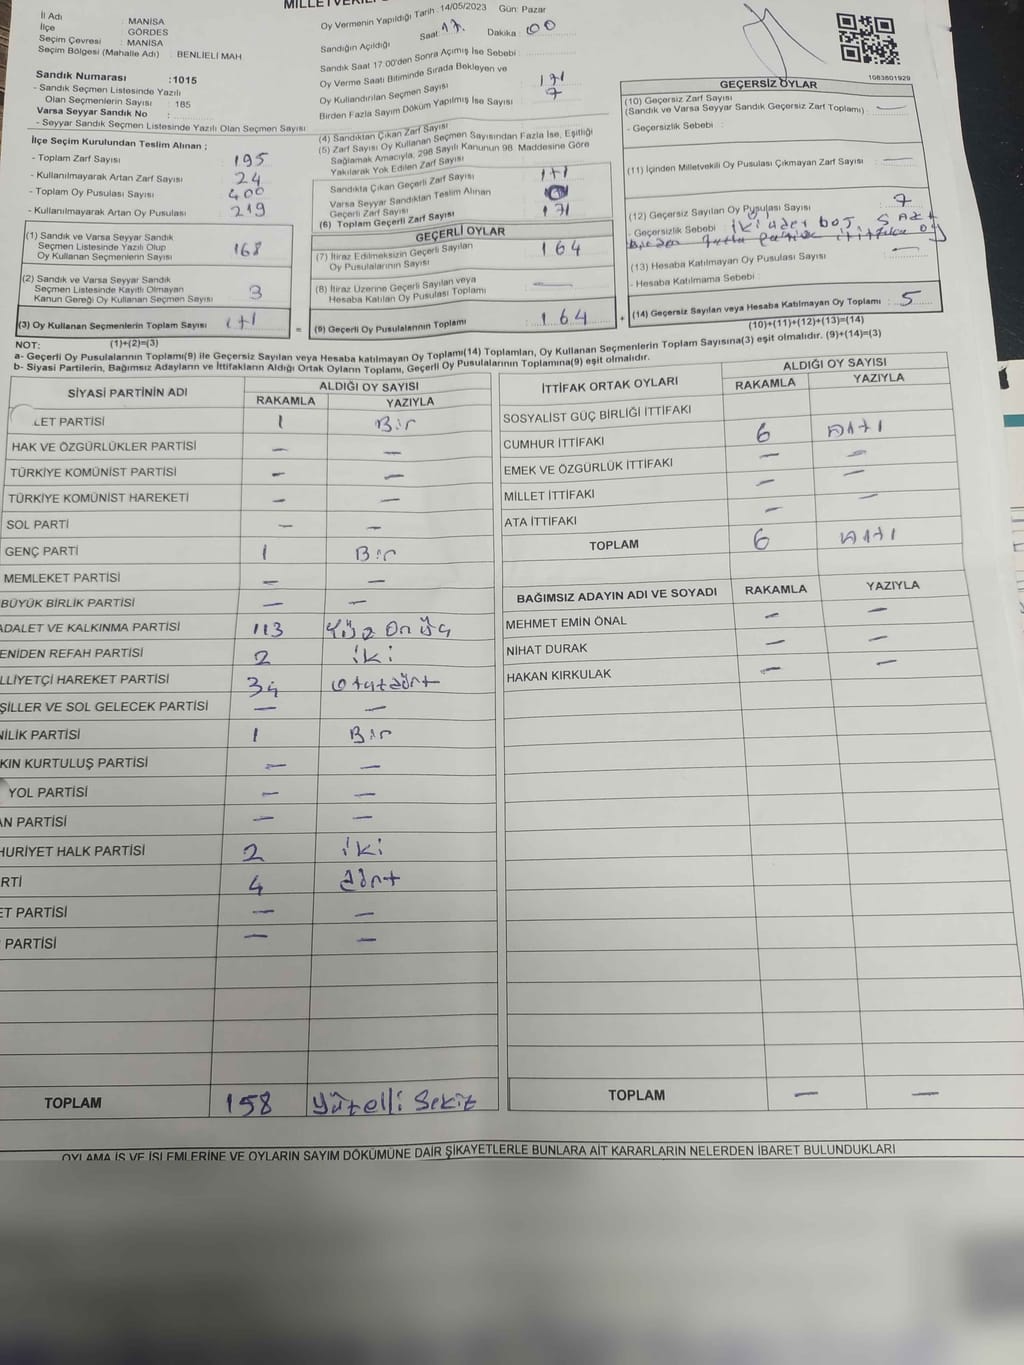 MİLLETVEKİL
İl Adı : MANİSA
İlçe : GÖRDES
Seçim Çevresi : MANİSA
Seçim Bölgesi (Mahalle Adı) : BENLİELİ MAH
Sandık Numarası :1015
- Sandık Seçmen Listesinde Yazılı
Olan Seçmenlerin Sayısı : 185
Varsa Seyyar Sandık No :
- Seyyar Sandık Seçmen Listesinde Yazılı Olan Seçmen Sayısı :
İlçe Seçim Kurulundan Teslim Alınan ;
- Toplam Zarf Sayısı 195
- Kullanılmayarak Artan Zarf Sayısı 24
- Toplam Oy Pusulası Sayısı 400
- Kullanılmayarak Artan Oy Pusulası 219
(1) Sandık ve Varsa Seyyar Sandık
Seçmen Listesinde Yazılı Olup
Oy Kullanan Seçmenlerin Sayısı 168
(2) Sandık ve Varsa Seyyar Sandık
Seçmen Listesinde Kayıtlı Olmayan
Kanun Gereği Oy Kullanan Seçmen Sayısı 3
(3) Oy Kullanan Seçmenlerin Toplam Sayısı 171 =
(1)+(2)=(3)
Oy Vermenin Yapıldığı Tarih : 14/05/2023 Gün: Pazar
Sandığın Açıldığı Saat 17. Dakika : 00
Sandık Saat 17:00'den Sonra Açılmış İse Sebebi :
Oy Verme Saati Bitiminde Sırada Bekleyen ve
Oy Kullandırılan Seçmen Sayısı 171
Birden Fazla Sayım Döküm Yapılmış İse Sayısı 7
(4) Sandıktan Çıkan Zarf Sayısı
(5) Zarf Sayısı Oy Kullanan Seçmen Sayısından Fazla İse, Eşitliği
Sağlamak Amacıyla, 298 Sayılı Kanunun 98. Maddesine Göre
Yakılarak Yok Edilen Zarf Sayısı
Sandıkta Çıkan Geçerli Zarf Sayısı 171
Varsa Seyyar Sandıktan Teslim Alınan
Geçerli Zarf Sayısı
(6) Toplam Geçerli Zarf Sayısı 171
GEÇERLİ OYLAR
(7) İtiraz Edilmeksizin Geçerli Sayılan
Oy Pusulalarının Sayısı 164
(8) İtiraz Üzerine Geçerli Sayılan veya
Hesaba Katılan Oy Pusulası Toplamı —
(9) Geçerli Oy Pusulalarının Toplamı 164 +
1083801929
GEÇERSİZ OYLAR
(10) Geçersiz Zarf Sayısı
(Sandık ve Varsa Seyyar Sandık Geçersiz Zarf Toplamı) : —
- Geçersizlik Sebebi :
(11) İçinden Milletvekili Oy Pusulası Çıkmayan Zarf Sayısı —
(12) Geçersiz Sayılan Oy Pusulası Sayısı 7
- Geçersizlik Sebebi : iki adet boş, 5 Adet
Birden fazla oy
(13) Hesaba Katılmayan Oy Pusulası Sayısı —
- Hesaba Katılmama Sebebi :
(14) Geçersiz Sayılan veya Hesaba Katılmayan Oy Toplamı : 5
(10)+(11)+(12)+(13)=(14)
NOT:
a- Geçerli Oy Pusulalarının Toplamı(9) ile Geçersiz Sayılan veya Hesaba katılmayan Oy Toplamı(14) Toplamları, Oy Kullanan Seçmenlerin Toplam Sayısına(3) eşit olmalıdır. (9)+(14)=(3)
b- Siyasi Partilerin, Bağımsız Adayların ve İttifakların Aldığı Ortak Oyların Toplamı, Geçerli Oy Pusulalarının Toplamına(9) eşit olmalıdır.
SİYASİ PARTİNİN ADI ALDIĞI OY SAYISI
RAKAMLA YAZIYLA
LET PARTİSİ 1 Bir
HAK VE ÖZGÜRLÜKLER PARTİSİ — —
TÜRKİYE KOMÜNİST PARTİSİ — —
TÜRKİYE KOMÜNİST HAREKETİ — —
SOL PARTİ — —
GENÇ PARTİ 1 Bir
MEMLEKET PARTİSİ — —
BÜYÜK BİRLİK PARTİSİ — —
ADALET VE KALKINMA PARTİSİ 113 Yüz On üç
ENİDEN REFAH PARTİSİ 2 iki
LLİYETÇİ HAREKET PARTİSİ 34 Otuzdört
ŞİLLER VE SOL GELECEK PARTİSİ — —
NİLİK PARTİSİ 1 Bir
KIN KURTULUŞ PARTİSİ — —
YOL PARTİSİ — —
AN PARTİSİ — —
HURİYET HALK PARTİSİ 2 iki
RTİ 4 dört
ET PARTİSİ — —
PARTİSİ — —
TOPLAM 158 Yüzelli Sekiz
İTTİFAK ORTAK OYLARI ALDIĞI OY SAYISI
RAKAMLA YAZIYLA
SOSYALİST GÜÇ BİRLİĞİ İTTİFAKI
CUMHUR İTTİFAKI 6 Altı
EMEK VE ÖZGÜRLÜK İTTİFAKI — —
MİLLET İTTİFAKI — —
ATA İTTİFAKI — —
TOPLAM 6 Altı
BAĞIMSIZ ADAYIN ADI VE SOYADI RAKAMLA YAZIYLA
MEHMET EMİN ÖNAL — —
NİHAT DURAK — —
HAKAN KIRKULAK — —
TOPLAM — —
OYLAMA İŞ VE İŞLEMLERİNE VE OYLARIN SAYIM DÖKÜMÜNE DAİR ŞİKAYETLERLE BUNLARA AİT KARARLARIN NELERDEN İBARET BULUNDUKLARI